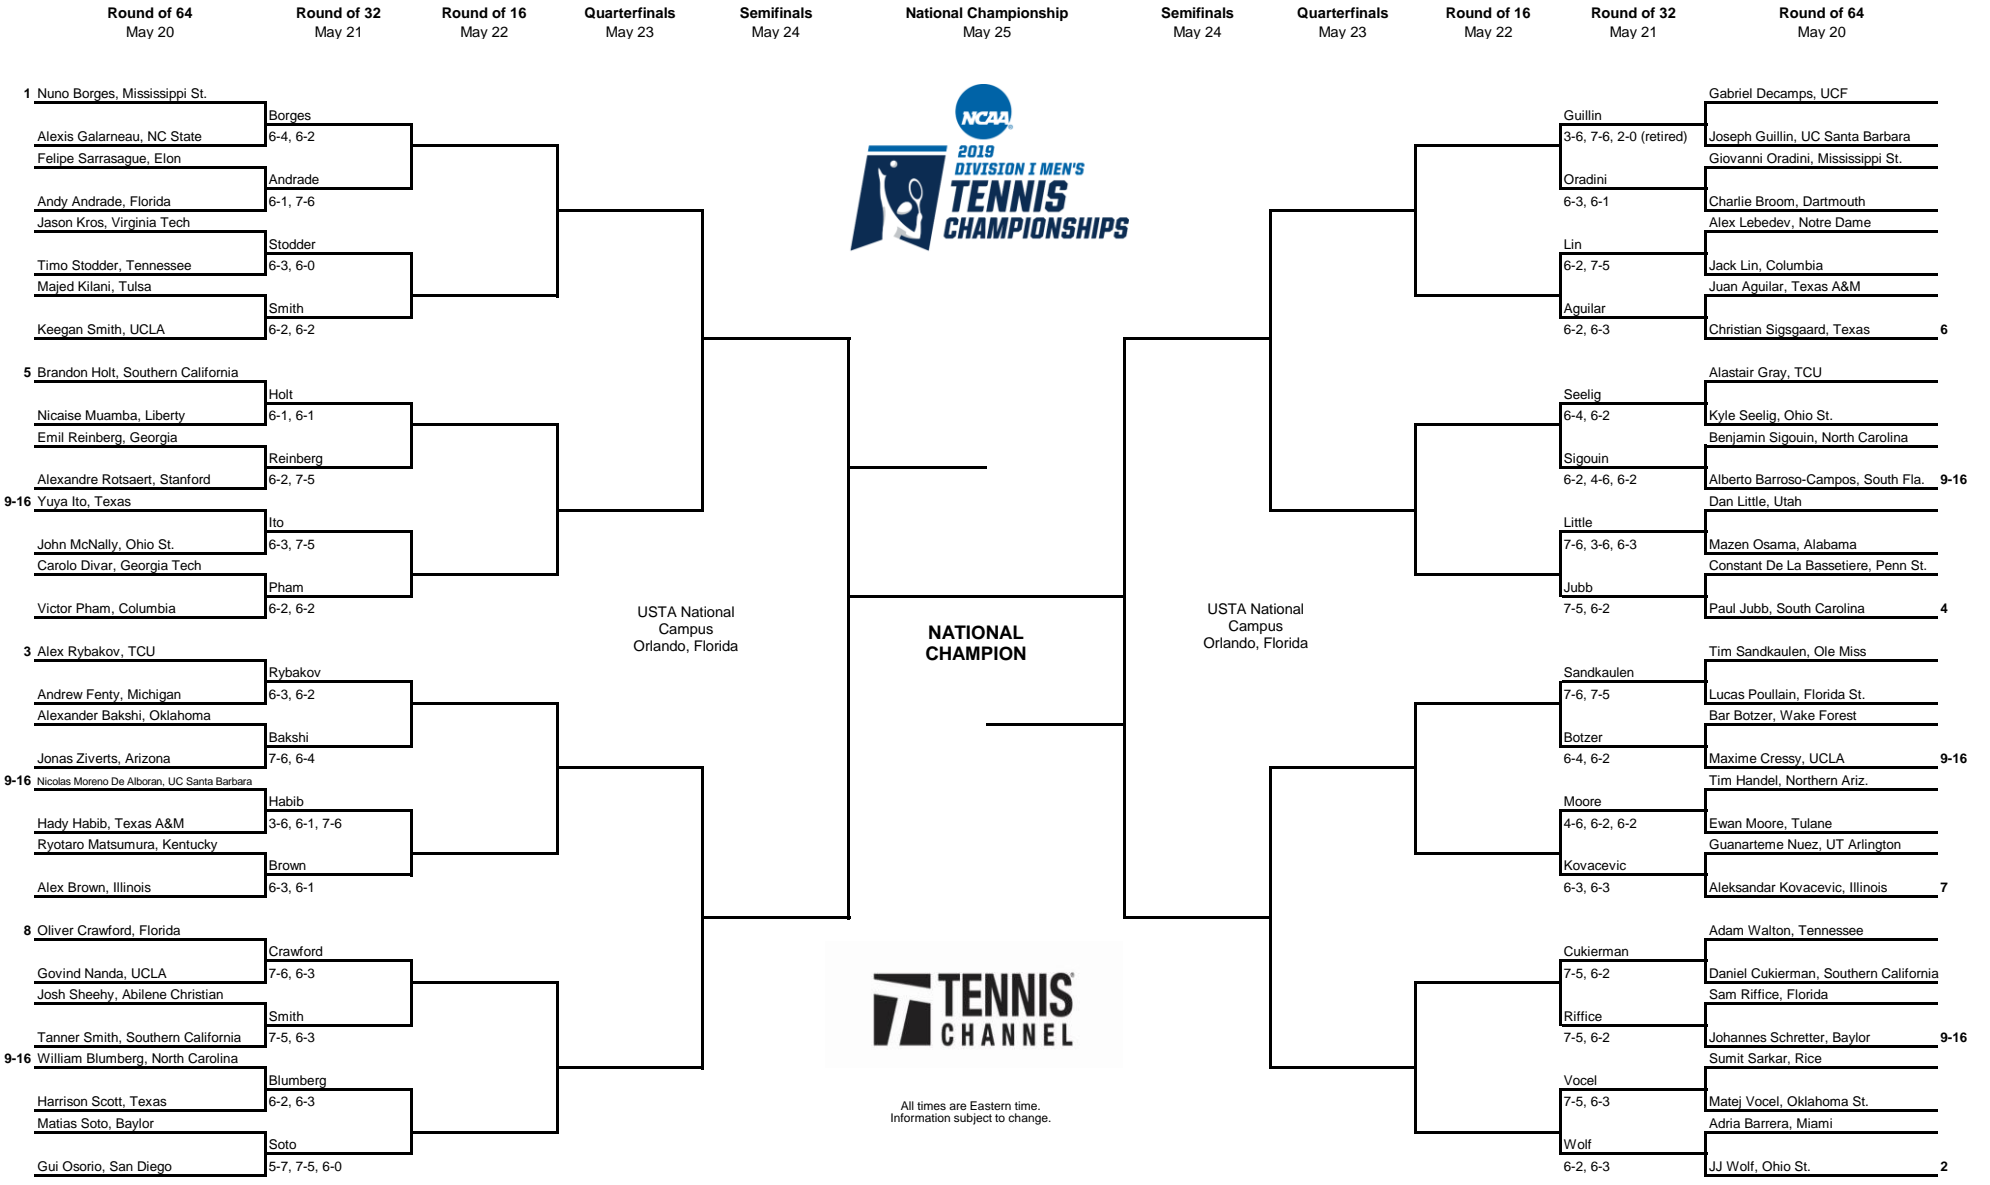 Round of 64
May 20
Round of 32
May 21
Round of 16
May 22
Quarterfinals
May 23
Semifinals
May 24
National Championship
May 25
Semifinals
May 24
Quarterfinals
May 23
Round of 16
May 22
Round of 32
May 21
Round of 64
May 20
1 Nuno Borges, Mississippi St.
Alexis Galarneau, NC State
Felipe Sarrasague, Elon
Andy Andrade, Florida
Jason Kros, Virginia Tech
Timo Stodder, Tennessee
Majed Kilani, Tulsa
Keegan Smith, UCLA
5 Brandon Holt, Southern California
Nicaise Muamba, Liberty
Emil Reinberg, Georgia
Alexandre Rotsaert, Stanford
9-16 Yuya Ito, Texas
John McNally, Ohio St.
Carolo Divar, Georgia Tech
Victor Pham, Columbia
3 Alex Rybakov, TCU
Andrew Fenty, Michigan
Alexander Bakshi, Oklahoma
Jonas Ziverts, Arizona
9-16 Nicolas Moreno De Alboran, UC Santa Barbara
Hady Habib, Texas A&M
Ryotaro Matsumura, Kentucky
Alex Brown, Illinois
8 Oliver Crawford, Florida
Govind Nanda, UCLA
Josh Sheehy, Abilene Christian
Tanner Smith, Southern California
9-16 William Blumberg, North Carolina
Harrison Scott, Texas
Matias Soto, Baylor
Gui Osorio, San Diego
Borges
6-4, 6-2
Andrade
6-1, 7-6
Stodder
6-3, 6-0
Smith
6-2, 6-2
Holt
6-1, 6-1
Reinberg
6-2, 7-5
Ito
6-3, 7-5
Pham
6-2, 6-2
Rybakov
6-3, 6-2
Bakshi
7-6, 6-4
Habib
3-6, 6-1, 7-6
Brown
6-3, 6-1
Crawford
7-6, 6-3
Smith
7-5, 6-3
Blumberg
6-2, 6-3
Soto
5-7, 7-5, 6-0
USTA National
Campus
Orlando, Florida
NCAA
2019
DIVISION I MEN'S
TENNIS
CHAMPIONSHIPS
NATIONAL
CHAMPION
TENNIS
CHANNEL
All times are Eastern time.
Information subject to change.
USTA National
Campus
Orlando, Florida
Guillin
3-6, 7-6, 2-0 (retired)
Oradini
6-3, 6-1
Lin
6-2, 7-5
Aguilar
6-2, 6-3
Seelig
6-4, 6-2
Sigouin
6-2, 4-6, 6-2
Little
7-6, 3-6, 6-3
Jubb
7-5, 6-2
Sandkaulen
7-6, 7-5
Botzer
6-4, 6-2
Moore
4-6, 6-2, 6-2
Kovacevic
6-3, 6-3
Cukierman
7-5, 6-2
Riffice
7-5, 6-2
Vocel
7-5, 6-3
Wolf
6-2, 6-3
Gabriel Decamps, UCF
Joseph Guillin, UC Santa Barbara
Giovanni Oradini, Mississippi St.
Charlie Broom, Dartmouth
Alex Lebedev, Notre Dame
Jack Lin, Columbia
Juan Aguilar, Texas A&M
Christian Sigsgaard, Texas 6
Alastair Gray, TCU
Kyle Seelig, Ohio St.
Benjamin Sigouin, North Carolina
Alberto Barroso-Campos, South Fla. 9-16
Dan Little, Utah
Mazen Osama, Alabama
Constant De La Bassetiere, Penn St.
Paul Jubb, South Carolina 4
Tim Sandkaulen, Ole Miss
Lucas Poullain, Florida St.
Bar Botzer, Wake Forest
Maxime Cressy, UCLA 9-16
Tim Handel, Northern Ariz.
Ewan Moore, Tulane
Guanarteme Nuez, UT Arlington
Aleksandar Kovacevic, Illinois 7
Adam Walton, Tennessee
Daniel Cukierman, Southern California
Sam Riffice, Florida
Johannes Schretter, Baylor 9-16
Sumit Sarkar, Rice
Matej Vocel, Oklahoma St.
Adria Barrera, Miami
JJ Wolf, Ohio St. 2